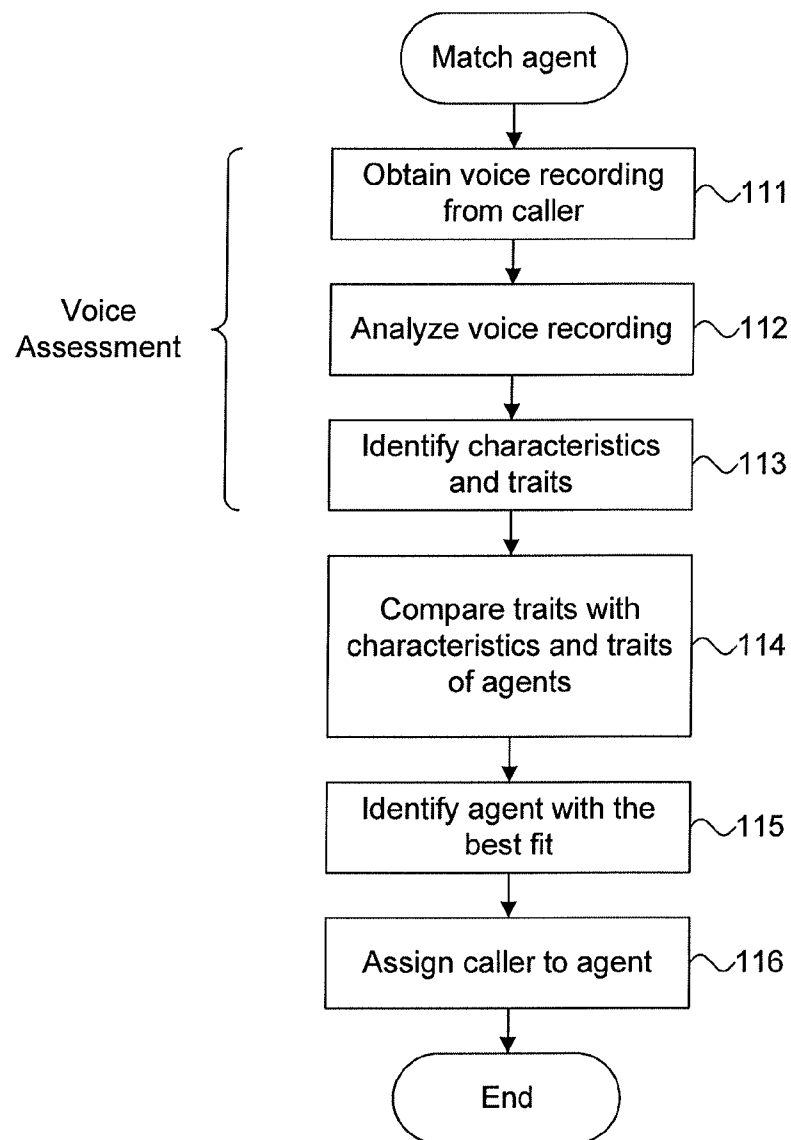 Match agent
Obtain voice recording
from caller
111
Voice
Assessment
Analyze voice recording
112
Identify characteristics
and traits
113
Compare traits with
characteristics and traits
of agents
114
Identify agent with the
best fit
115
Assign caller to agent
116
End